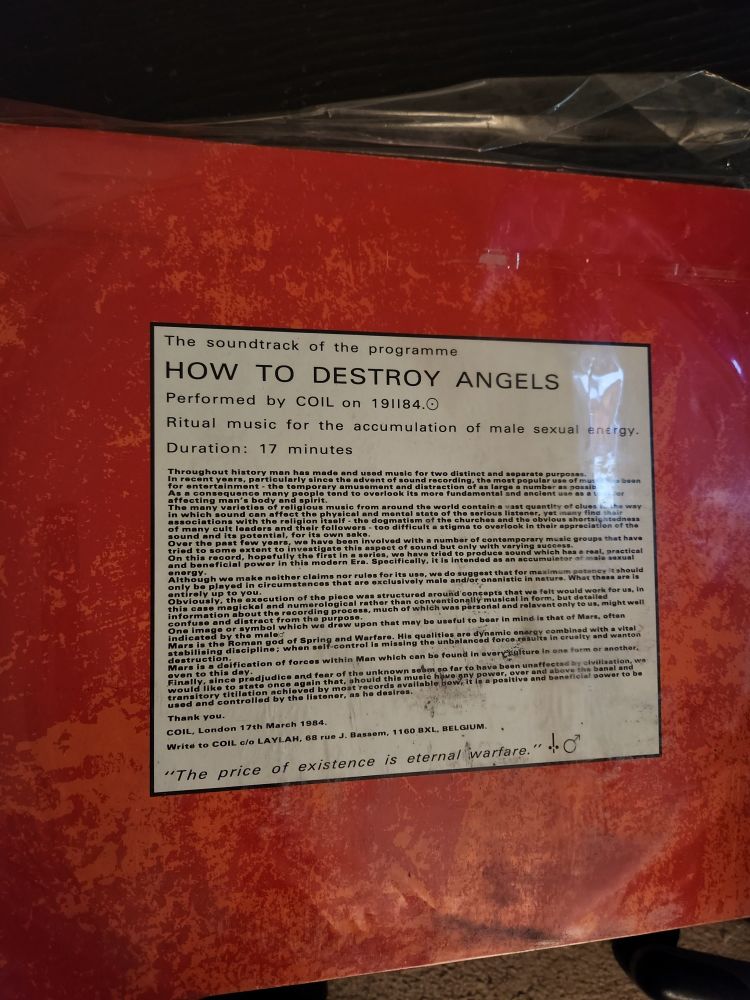 The soundtrack of the programme
HOW TO DESTROY ANGELS
Performed by COIL on 19II84.☉
Ritual music for the accumulation of male sexual energy.
Duration: 17 minutes
Throughout history man has made and used music for two distinct and separate purposes.
In recent years, particularly since the advent of sound recording, the most popular use of music has been
for entertainment - the temporary amusement and distraction of as large a number as possible.
As a consequence many people tend to overlook its more fundamental and ancient use as a tool for
affecting man's body and spirit.
The many varieties of religious music from around the world contain a vast quantity of clues to the way
in which sound can affect the physical and mental state of the serious listener, yet many find their
associations with the religion itself - the dogmatism of the churches and the obvious shortsightedness
of many cult leaders and their followers - too difficult a stigma to overlook in their appreciation of the
sound and its potential, for its own sake.
Over the past few years, we have been involved with a number of contemporary music groups that have
tried to some extent to investigate this aspect of sound but only with varying success.
On this record, hopefully the first in a series, we have tried to produce sound which has a real, practical
and beneficial power in this modern Era. Specifically, it is intended as an accumulator of male sexual
energy.
Although we make neither claims nor rules for its use, we do suggest that for maximum potency it should
only be played in circumstances that are exclusively male and/or onanistic in nature. What these are is
entirely up to you.
Obviously, the execution of the piece was structured around concepts that we felt would work for us, in
this case magickal and numerological rather than conventionally musical in form, but detailed
information about the recording process, much of which was personal and relavent only to us, might well
confuse and distract from the purpose.
One image or symbol which we drew upon that may be useful to bear in mind is that of Mars, often
indicated by the male♂
Mars is the Roman god of Spring and Warfare. His qualities are dynamic energy combined with a vital
stabilising discipline; when self-control is missing the unbalanced force results in cruelty and wanton
destruction.
Mars is a deification of forces within Man which can be found in every culture in one form or another,
even to this day.
Finally, since predjudice and fear of the unknown seem so far to have been unaffected by civilisation, we
would like to state once again that, should this music have any power, over and above the banal and
transitory titilation achieved by most records available now, it is a positive and beneficial power to be
used and controlled by the listener, as he desires.
Thank you.
COIL, London 17th March 1984.
Write to COIL c/o LAYLAH, 68 rue J. Bassem, 1160 BXL, BELGIUM.
"The price of existence is eternal warfare." ♂